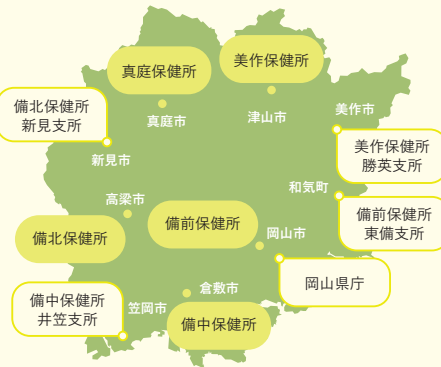 真庭保健所
美作保健所
備北保健所
新見支所
真庭市
津山市
美作市
美作保健所
勝英支所
新見市
和気町
高梁市
備前保健所
備前保健所
東備支所
備北保健所
岡山市
岡山県庁
備中保健所
井笠支所
倉敷市
笠岡市
備中保健所